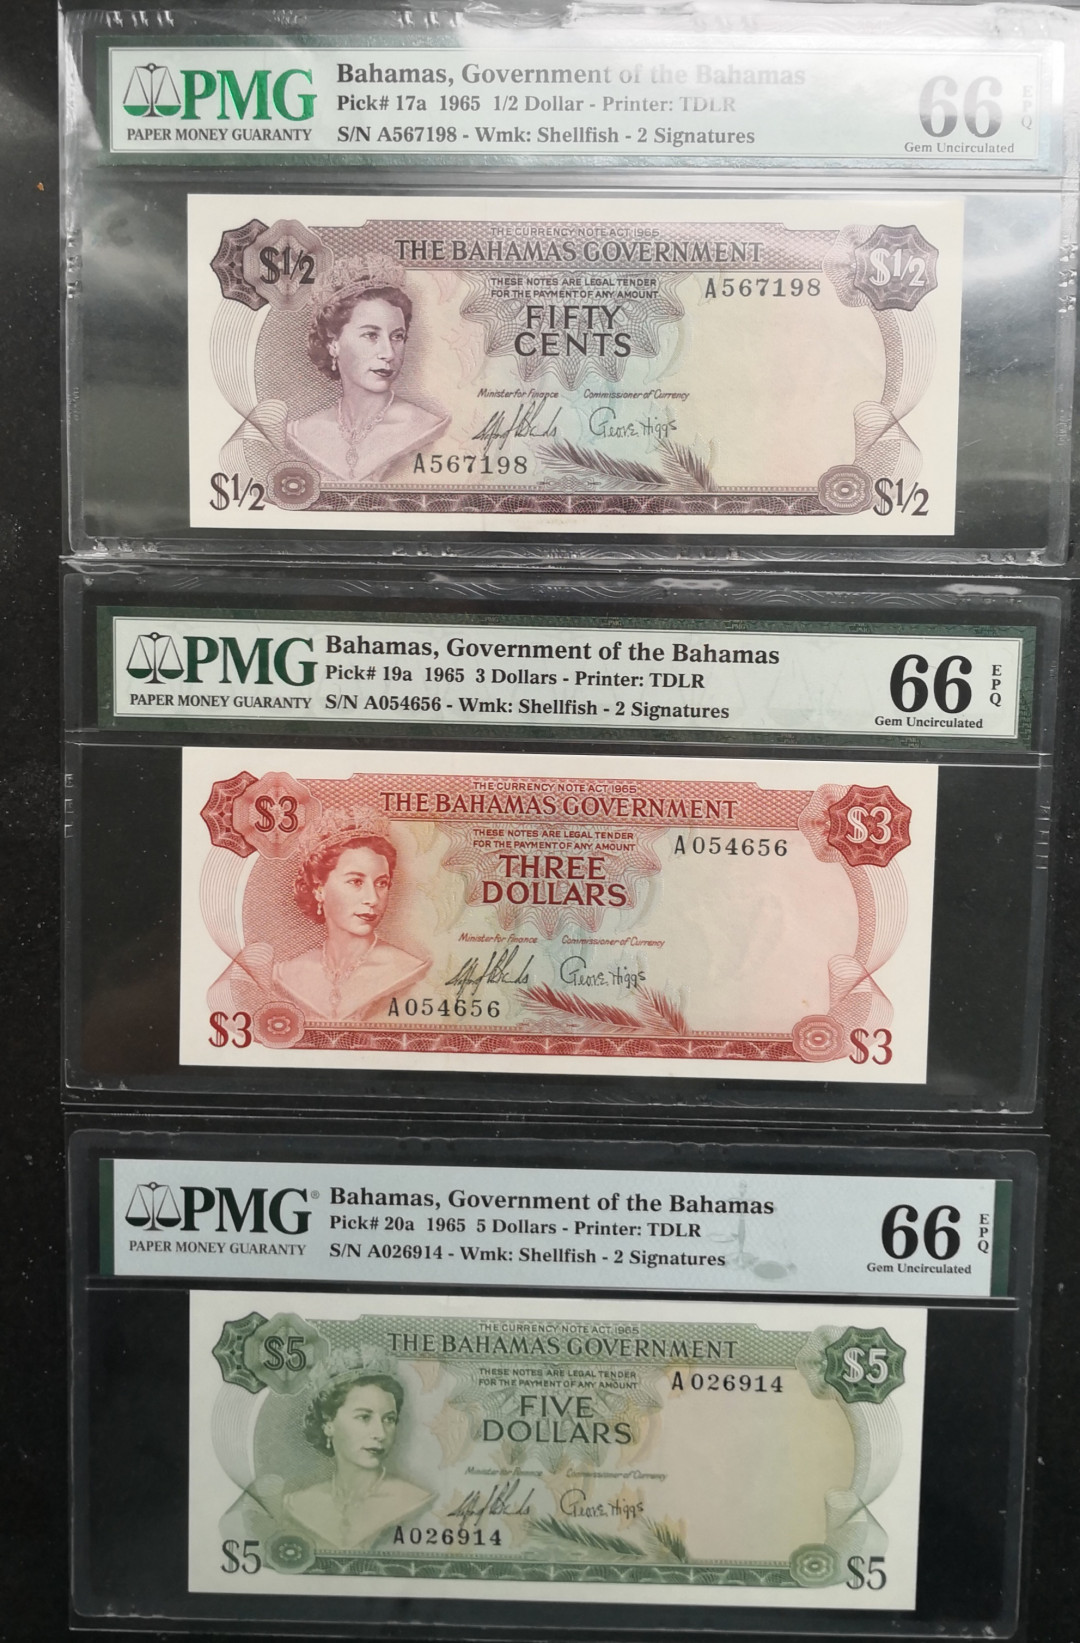 PMG
PAPER MONEY GUARANTY
Bahamas, Government of the Bahamas
Pick# 17a 1965 1/2 Dollar - Printer: TDLR
S/N A567198 - Wmk: Shellfish - 2 Signatures
66
EPQ
Gem Uncirculated
THE CURRENCY NOTE ACT 1965
$1/2 THE BAHAMAS GOVERNMENT $1/2
THESE NOTES ARE LEGAL TENDER
FOR THE PAYMENT OF ANY AMOUNT
A567198
FIFTY
CENTS
Minister for Finance Commissioner of Currency
George Higgs
A567198
$1/2 $1/2
PMG
PAPER MONEY GUARANTY
Bahamas, Government of the Bahamas
Pick# 19a 1965 3 Dollars - Printer: TDLR
S/N A054656 - Wmk: Shellfish - 2 Signatures
66
EPQ
Gem Uncirculated
THE CURRENCY NOTE ACT 1965
$3 THE BAHAMAS GOVERNMENT $3
THESE NOTES ARE LEGAL TENDER
FOR THE PAYMENT OF ANY AMOUNT
A054656
THREE
DOLLARS
Minister for Finance Commissioner of Currency
George Higgs
A054656
$3 $3
PMG®
PAPER MONEY GUARANTY
Bahamas, Government of the Bahamas
Pick# 20a 1965 5 Dollars - Printer: TDLR
S/N A026914 - Wmk: Shellfish - 2 Signatures
66
EPQ
Gem Uncirculated
THE CURRENCY NOTE ACT 1965
$5 THE BAHAMAS GOVERNMENT $5
THESE NOTES ARE LEGAL TENDER
FOR THE PAYMENT OF ANY AMOUNT
A026914
FIVE
DOLLARS
Minister for Finance Commissioner of Currency
George Higgs
A026914
$5 $5